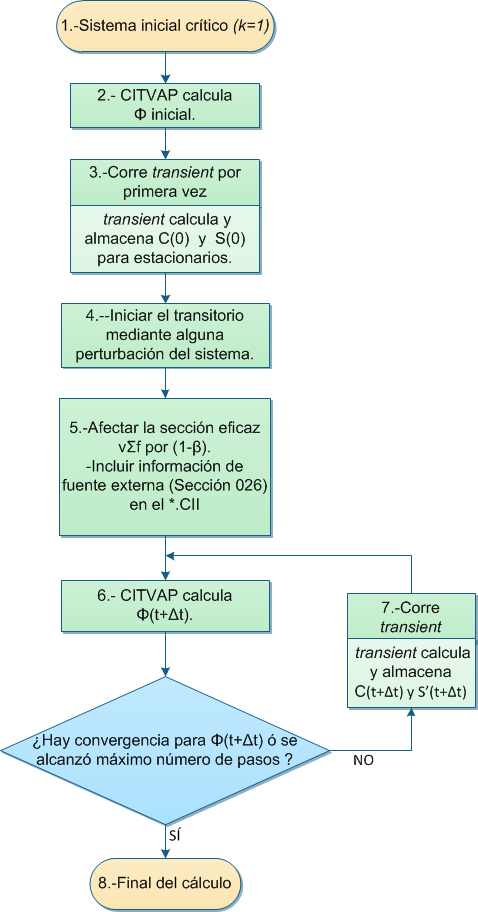 1.-Sistema inicial crítico (k=1)
2.- CITVAP calcula
Φ inicial.
3.-Corre transient por
primera vez
transient calcula y
almacena C(0) y S(0)
para estacionarios.
4.--Iniciar el transitorio
mediante alguna
perturbación del sistema.
5.-Afectar la sección eficaz
νΣf por (1-β).
-Incluir información de
fuente externa (Sección 026)
en el *.CII
6.- CITVAP calcula
Φ(t+Δt).
7.-Corre
transient
transient calcula
y almacena
C(t+Δt) y S’(t+Δt)
¿Hay convergencia para Φ(t+Δt) ó se
alcanzó máximo número de pasos ?
NO
SÍ
8.-Final del cálculo